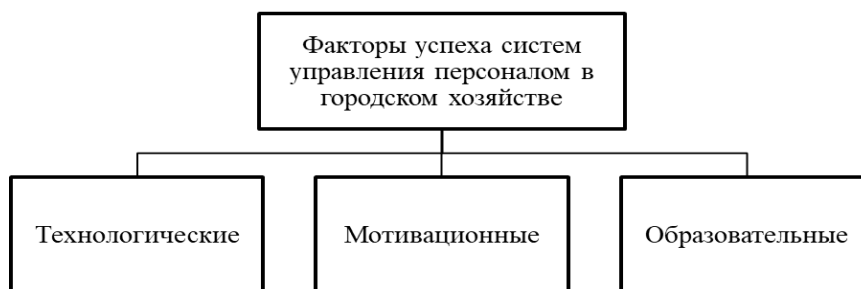 Факторы успеха систем
управления персоналом в
городском хозяйстве
Технологические
Мотивационные
Образовательные